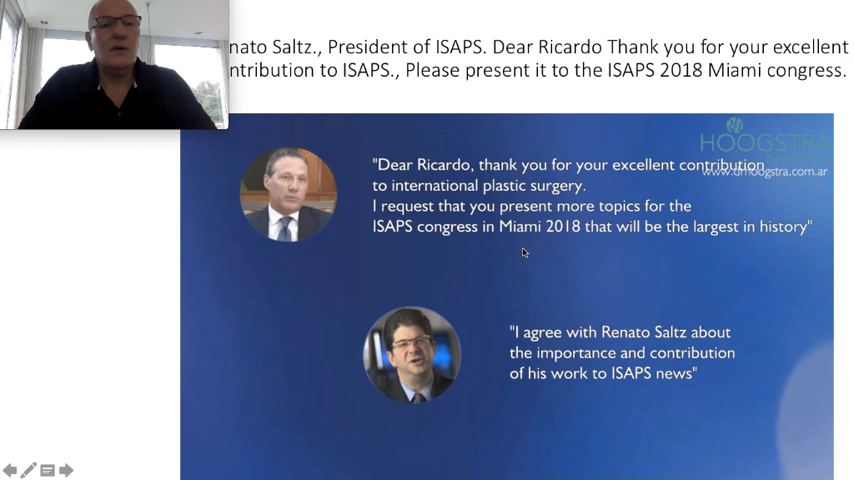 nato Saltz., President of ISAPS. Dear Ricardo Thank you for your excellent
ntribution to ISAPS., Please present it to the ISAPS 2018 Miami congress.
HOOGSTRA
www.drhoogstra.com.ar
"Dear Ricardo, thank you for your excellent contribution
to international plastic surgery.
I request that you present more topics for the
ISAPS congress in Miami 2018 that will be the largest in history"
"I agree with Renato Saltz about
the importance and contribution
of his work to ISAPS news"